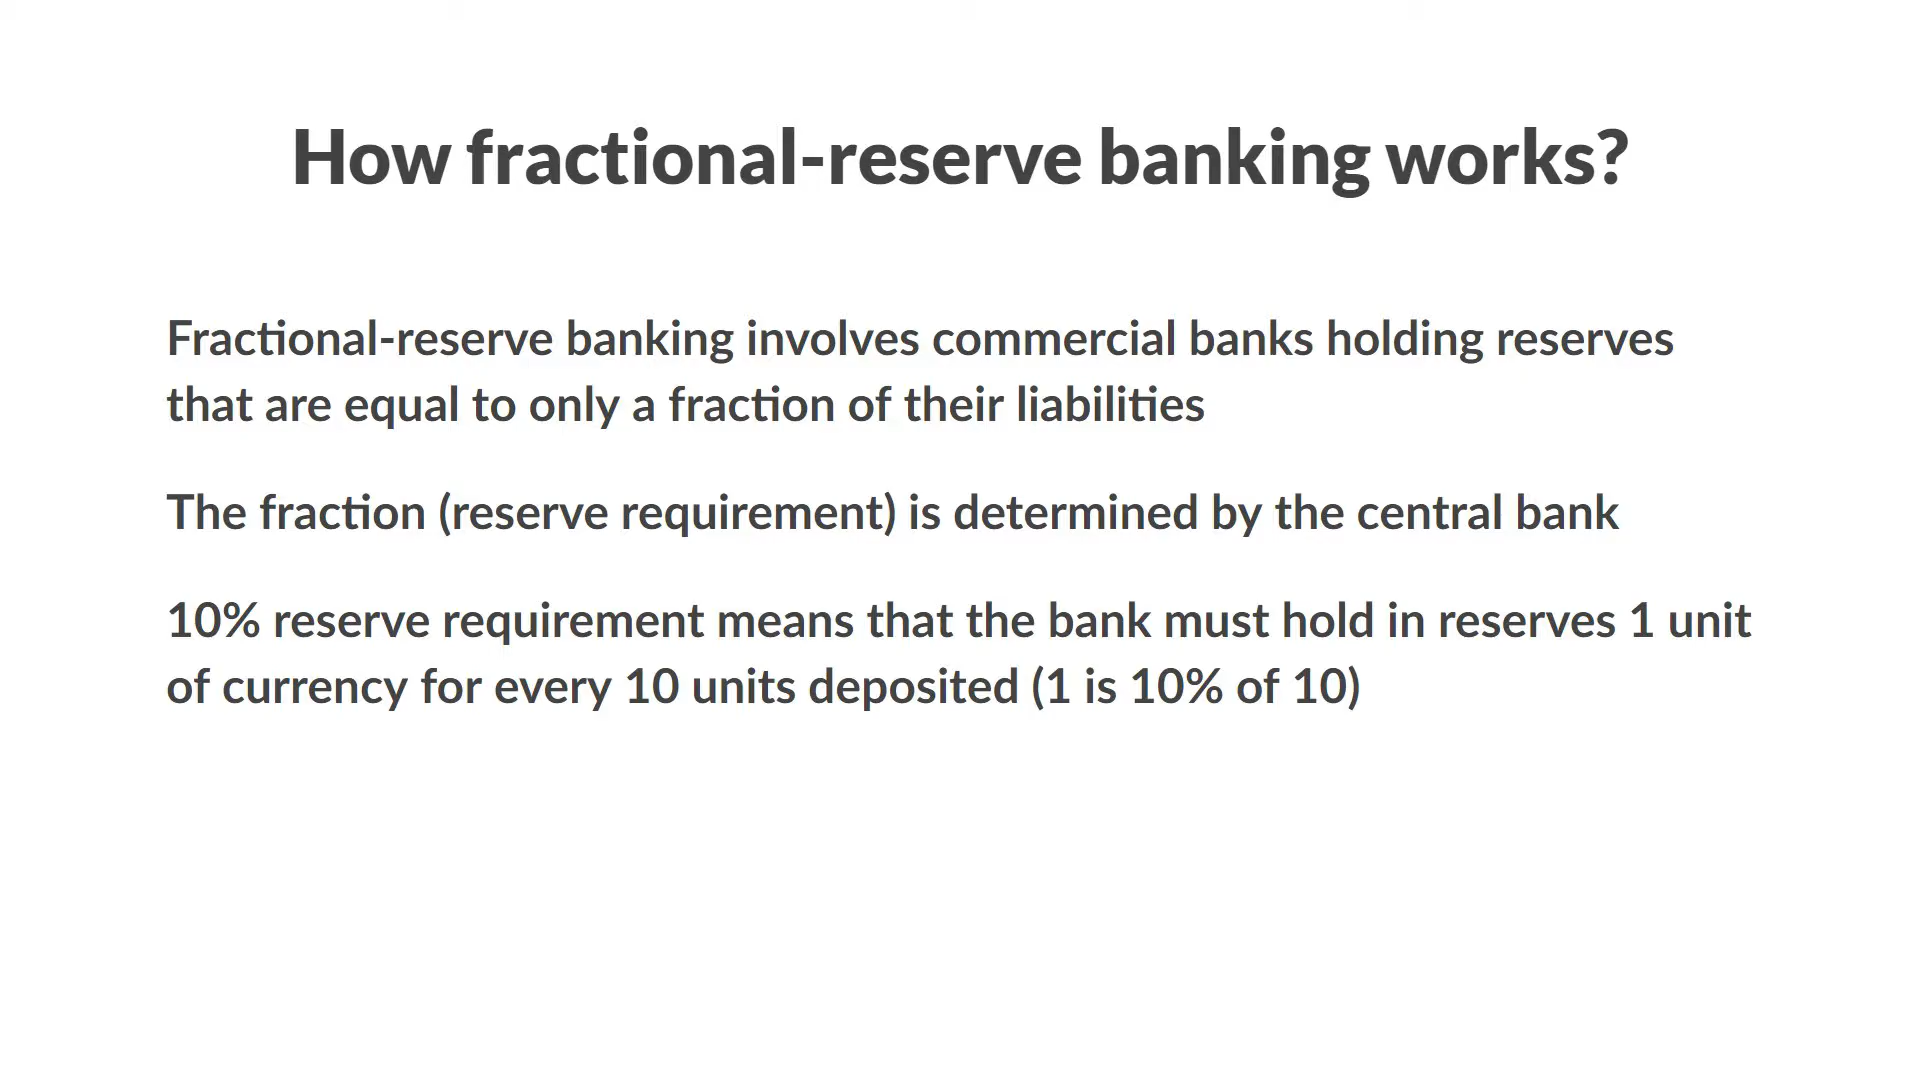 How fractional-reserve banking works?
Fractional-reserve banking involves commercial banks holding reserves
that are equal to only a fraction of their liabilities
The fraction (reserve requirement) is determined by the central bank
10% reserve requirement means that the bank must hold in reserves 1 unit
of currency for every 10 units deposited (1 is 10% of 10)